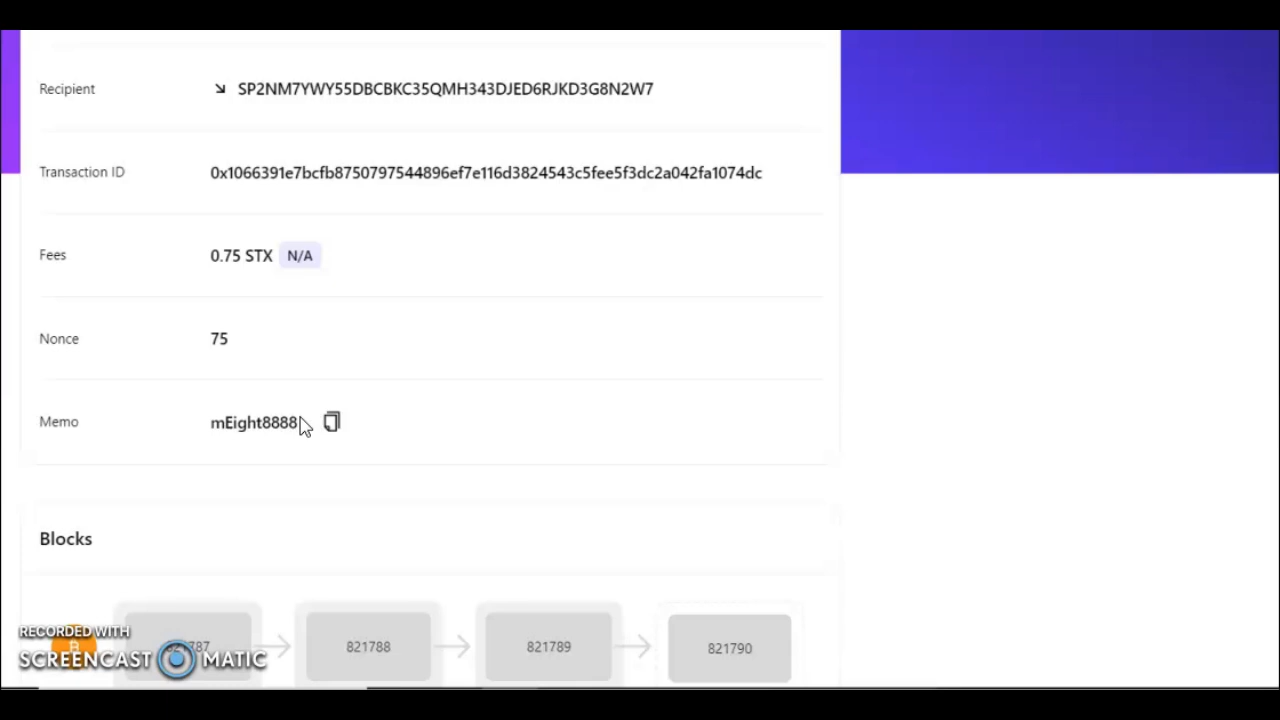 Recipient
SP2NM7YWY55DBCBKC35QMH343DJED6RJKD3G8N2W7
Transaction ID
0x1066391e7bcfb8750797544896ef7e116d3824543c5fee5f3dc2a042fa1074dc
Fees
0.75 STX N/A
Nonce
75
Memo
mEight8888
Blocks
821788
821789
821790
RECORDED WITH
SCREENCAST MATIC